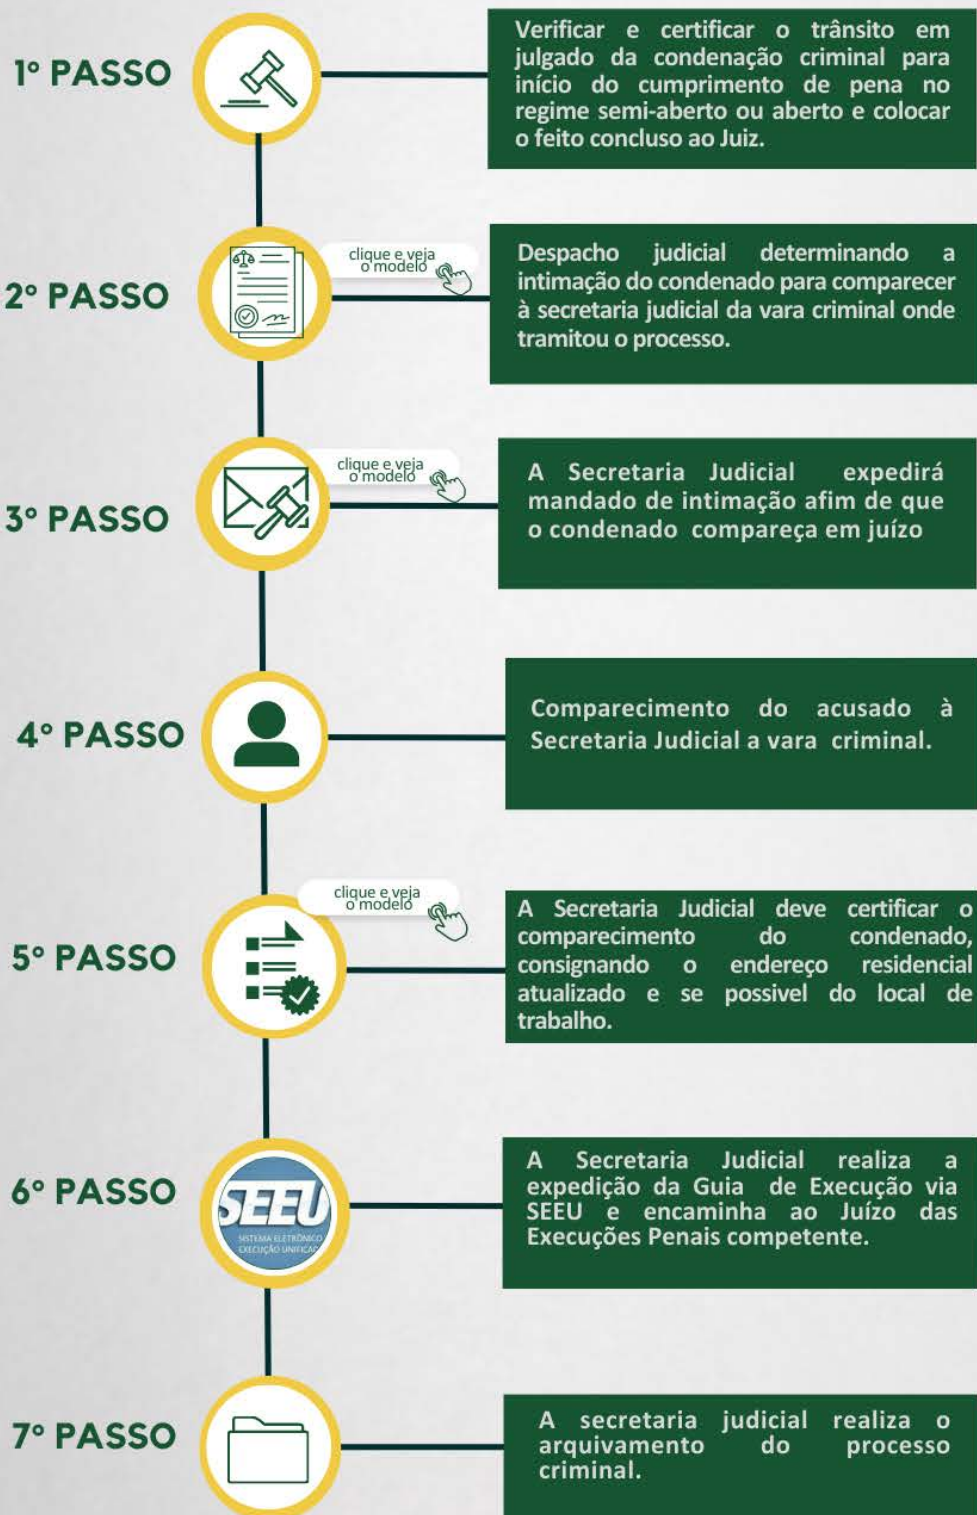 1º PASSO
Verificar e certificar o trânsito em
julgado da condenação criminal para
início do cumprimento de pena no
regime semi-aberto ou aberto e colocar
o feito concluso ao Juiz.
2º PASSO
clique e veja
o modelo
Despacho judicial determinando a
intimação do condenado para comparecer
à secretaria judicial da vara criminal onde
tramitou o processo.
3º PASSO
clique e veja
o modelo
A Secretaria Judicial expedirá
mandado de intimação afim de que
o condenado compareça em juízo
4º PASSO
Comparecimento do acusado à
Secretaria Judicial a vara criminal.
5º PASSO
clique e veja
o modelo
A Secretaria Judicial deve certificar o
comparecimento do condenado,
consignando o endereço residencial
atualizado e se possivel do local de
trabalho.
6º PASSO
SEEU
SISTEMA ELETRÔNICO
EXECUÇÃO UNIFICAD
A Secretaria Judicial realiza a
expedição da Guia de Execução via
SEEU e encaminha ao Juízo das
Execuções Penais competente.
7º PASSO
A secretaria judicial realiza o
arquivamento do processo
criminal.